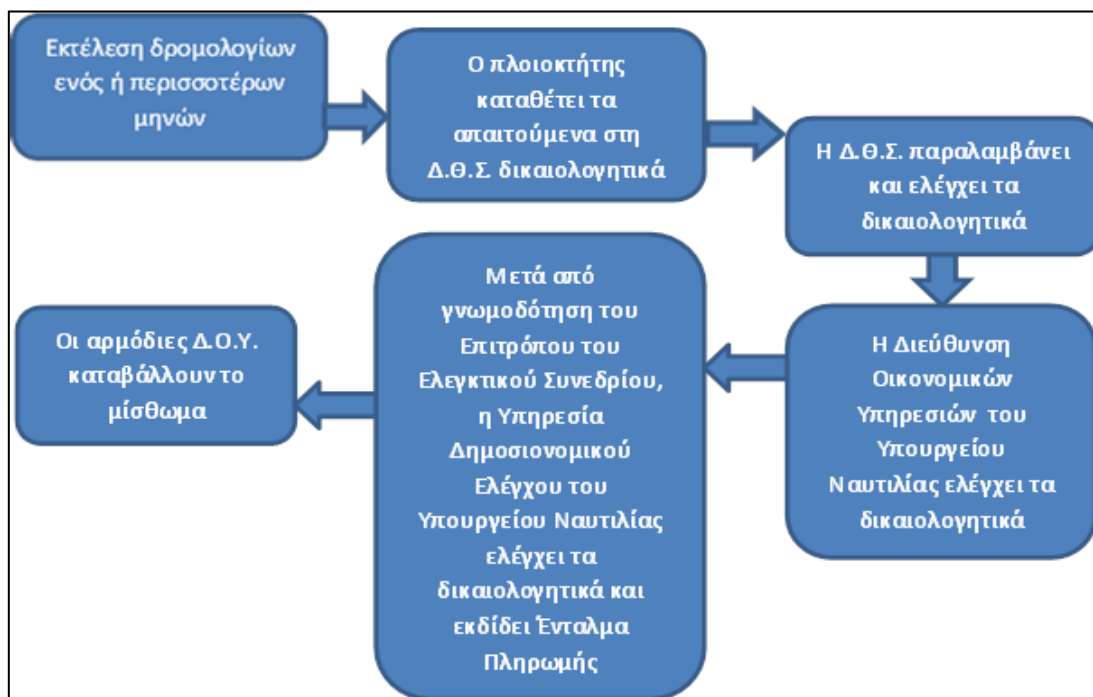 Εκτέλεση δρομολογίων
ενός ή περισσοτέρων
μηνών
Ο πλοιοκτήτης
καταθέτει τα
απαιτούμενα στη
Δ.Θ.Σ. δικαιολογητικά
Η Δ.Θ.Σ. παραλαμβάνει
και ελέγχει τα
δικαιολογητικά
Η Διεύθυνση
Οικονομικών
Υπηρεσιών του
Υπουργείου
Ναυτιλίας ελέγχει τα
δικαιολογητικά
Μετά από
γνωμοδότηση του
Επιτρόπου του
Ελεγκτικού Συνεδρίου,
η Υπηρεσία
Δημοσιονομικού
Ελέγχου του
Υπουργείου Ναυτιλίας
ελέγχει τα
δικαιολογητικά και
εκδίδει Ένταλμα
Πληρωμής
Οι αρμόδιες Δ.Ο.Υ.
καταβάλλουν το
μίσθωμα